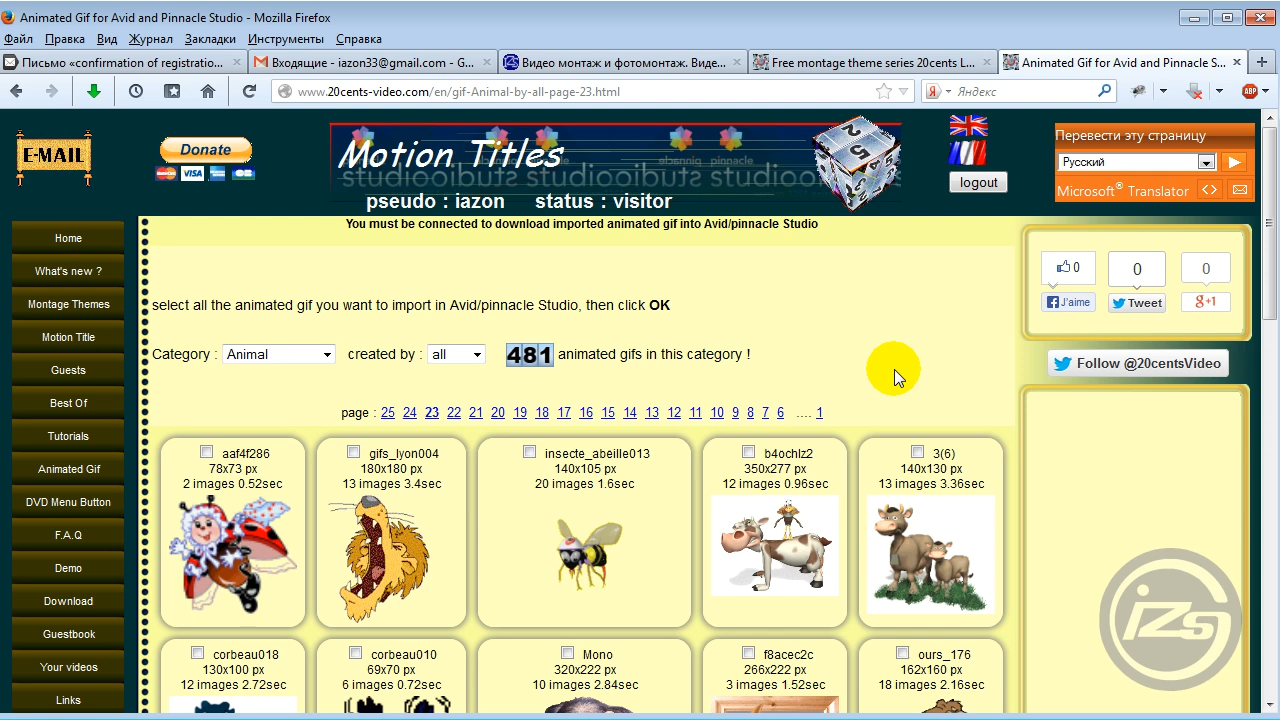 Animated Gif for Avid and Pinnacle Studio - Mozilla Firefox
Файл Правка Вид Журнал Закладки Инструменты Справка
Письмо «confirmation of registratio...
Входящие - iazon33@gmail.com - G...
Видео монтаж и фотомонтаж. Виде...
Free montage theme series 20cents L...
Animated Gif for Avid and Pinnacle S...
www.20cents-video.com/en/gif-Animal-by-all-page-23.html
Яндекс
ABP
E-MAIL
Donate
VISA
Motion Titles
pinnacle
pseudo : iazon status : visitor
logout
Перевести эту страницу
Русский
Microsoft® Translator
You must be connected to download imported animated gif into Avid/pinnacle Studio
Home
What's new ?
Montage Themes
Motion Title
Guests
Best Of
Tutorials
Animated Gif
DVD Menu Button
F.A.Q
Demo
Download
Guestbook
Your videos
Links
select all the animated gif you want to import in Avid/pinnacle Studio, then click OK
Category : Animal created by : all 481 animated gifs in this category !
page : 25 24 23 22 21 20 19 18 17 16 15 14 13 12 11 10 9 8 7 6 .... 1
aaf4f286
78x73 px
2 images 0.52sec
gifs_lyon004
180x180 px
13 images 3.4sec
insecte_abeille013
140x105 px
20 images 1.6sec
b4ochlz2
350x277 px
12 images 0.96sec
3(6)
140x130 px
13 images 3.36sec
corbeau018
130x100 px
12 images 2.72sec
corbeau010
69x70 px
6 images 0.72sec
Mono
320x222 px
10 images 2.84sec
f8acec2c
266x222 px
3 images 1.52sec
ours_176
162x160 px
18 images 2.16sec
0 0 0
J'aime Tweet +1
Follow @20centsVideo
iZS